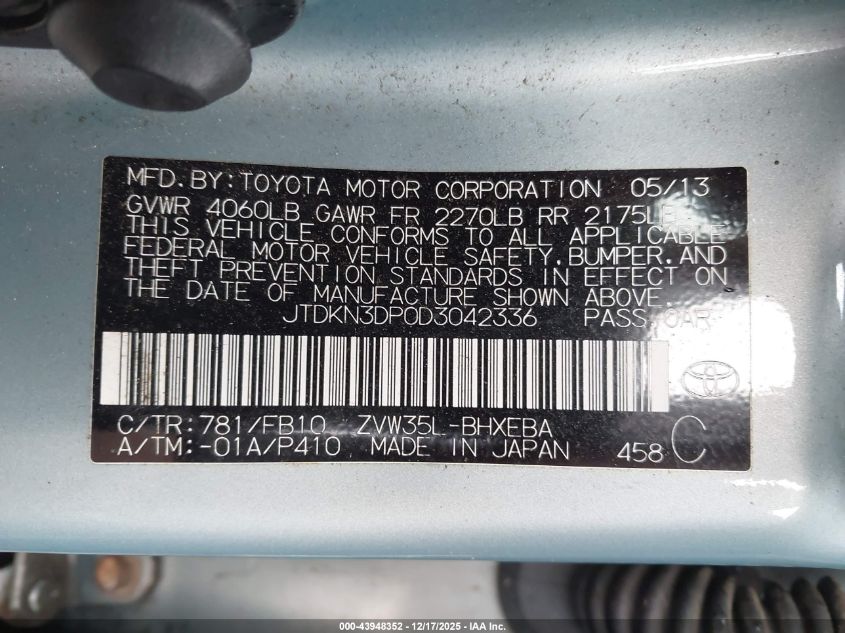 MFD. BY: TOYOTA MOTOR CORPORATION 05/13
GVWR 4060LB GAWR FR 2270LB RR 2175LB
THIS VEHICLE CONFORMS TO ALL APPLICABLE
FEDERAL MOTOR VEHICLE SAFETY, BUMPER, AND
THEFT PREVENTION STANDARDS IN EFFECT ON
THE DATE OF MANUFACTURE SHOWN ABOVE.
JTDKN3DP0D3042336 PASS. CAR
C/TR: 781/FB10 ZVW35L-BHXEBA
A/TM: -01A/P410 MADE IN JAPAN 458 C
000-43948352 - 12/17/2025 - IAA Inc.